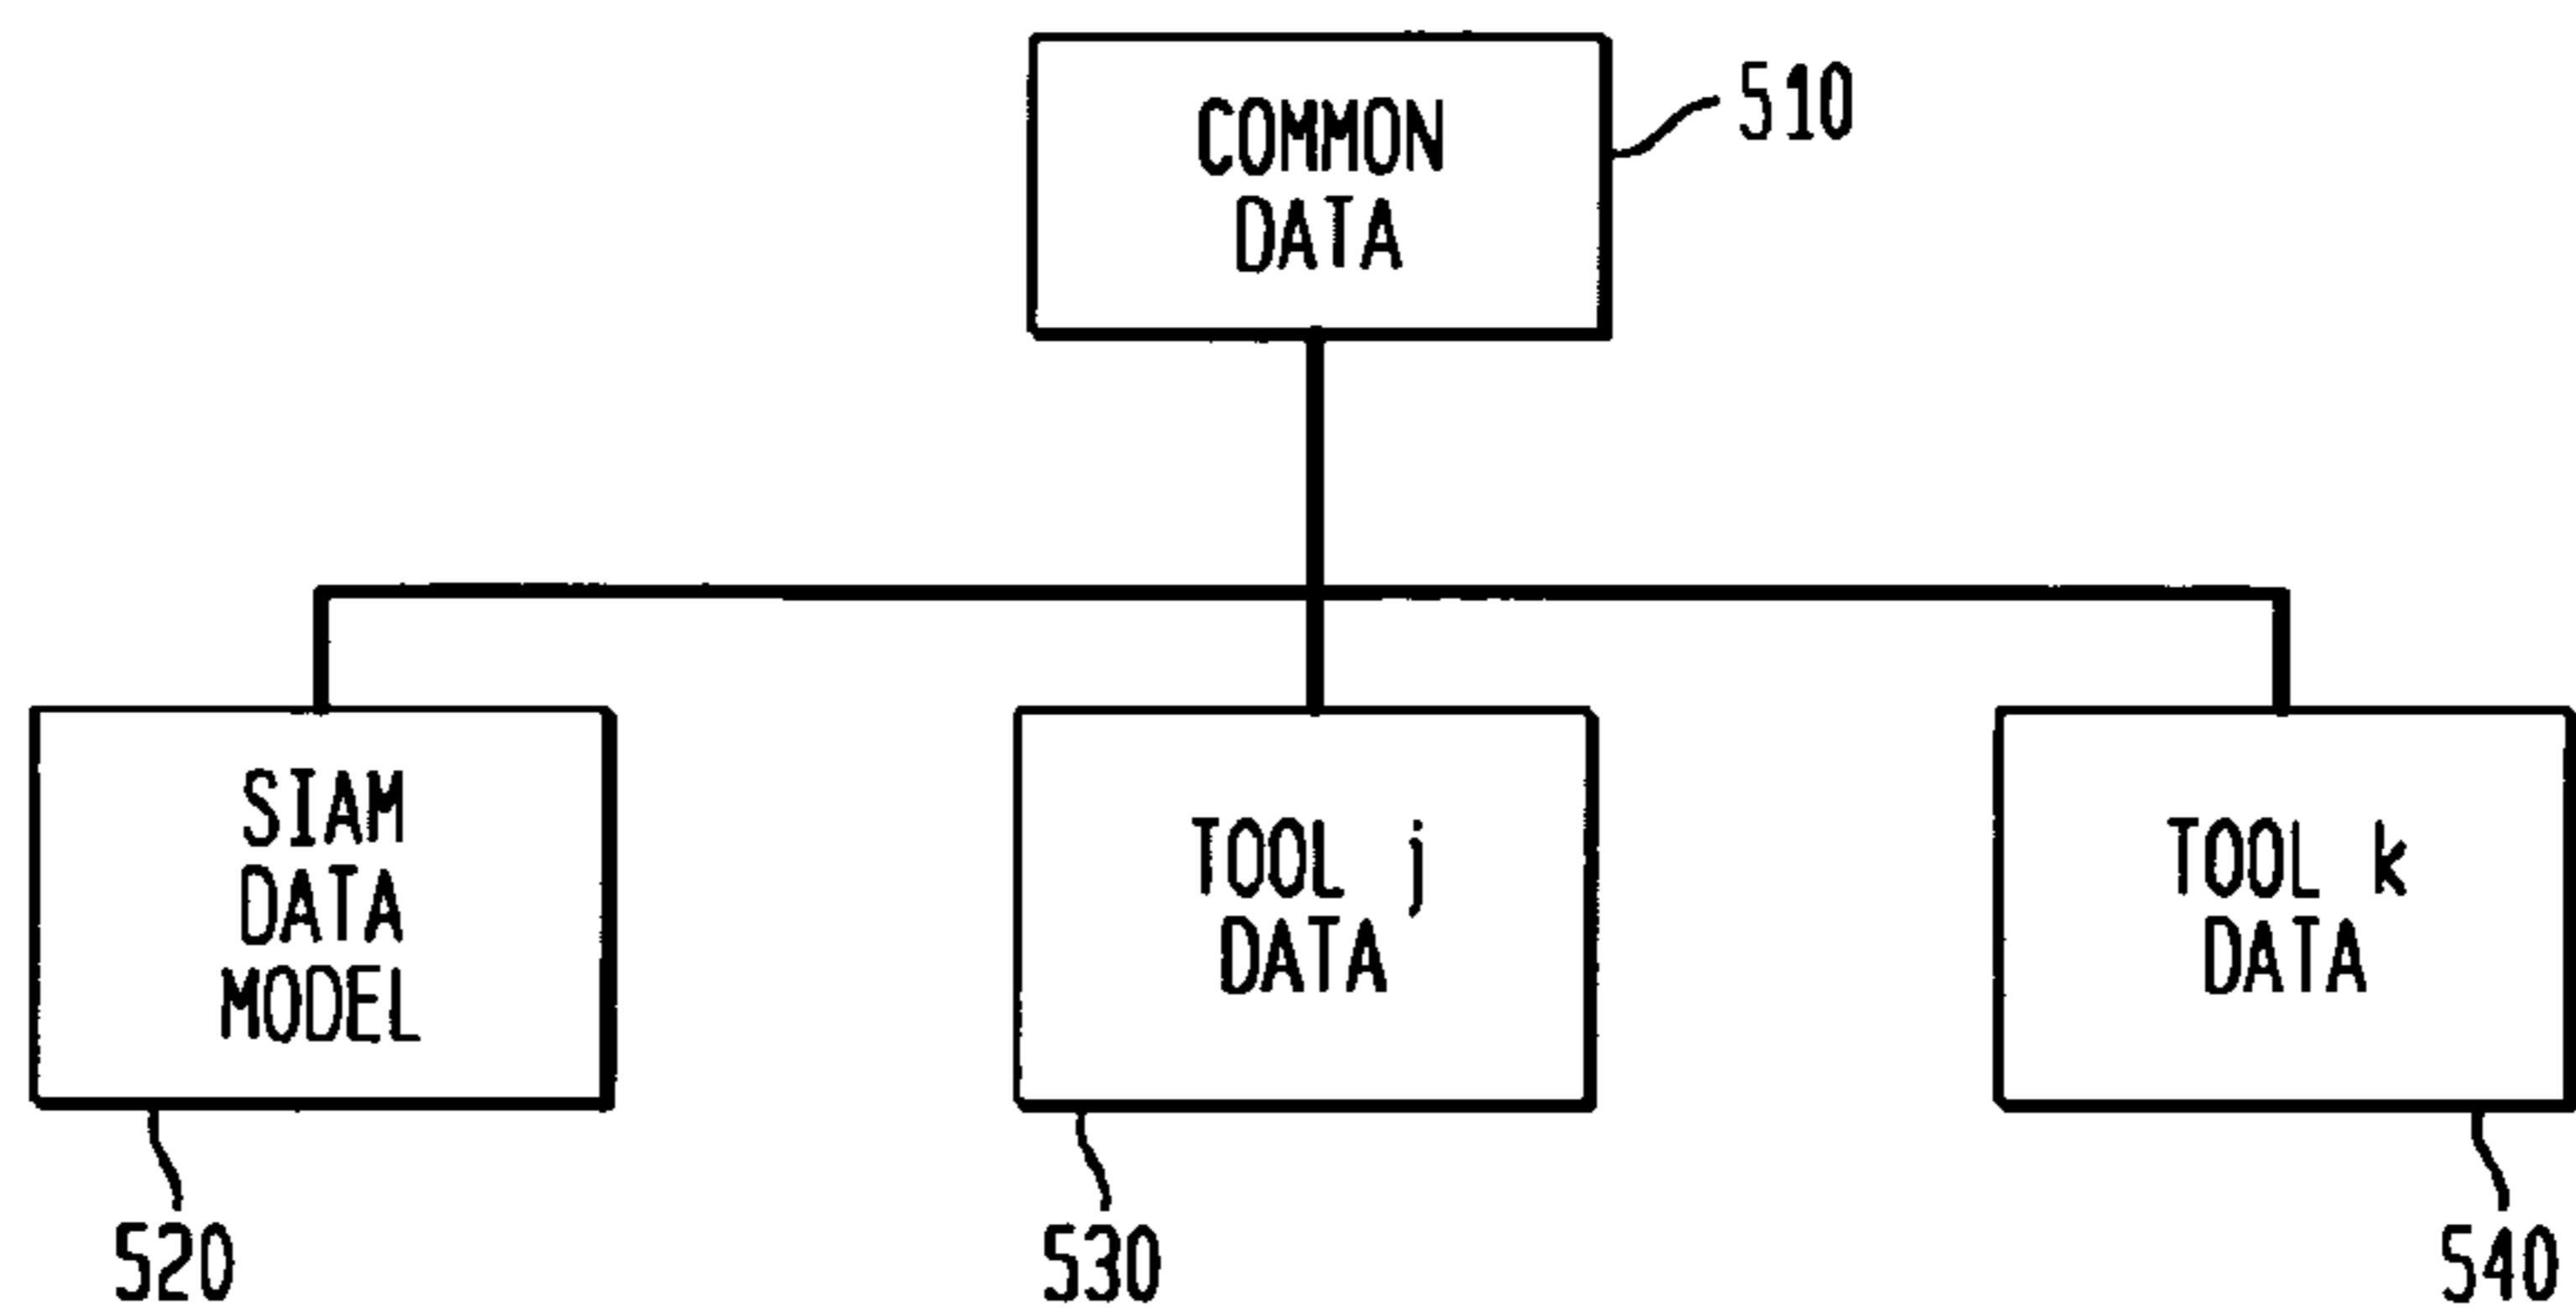 COMMON
DATA
510
SIAM
DATA
MODEL
520
TOOL j
DATA
530
TOOL k
DATA
540